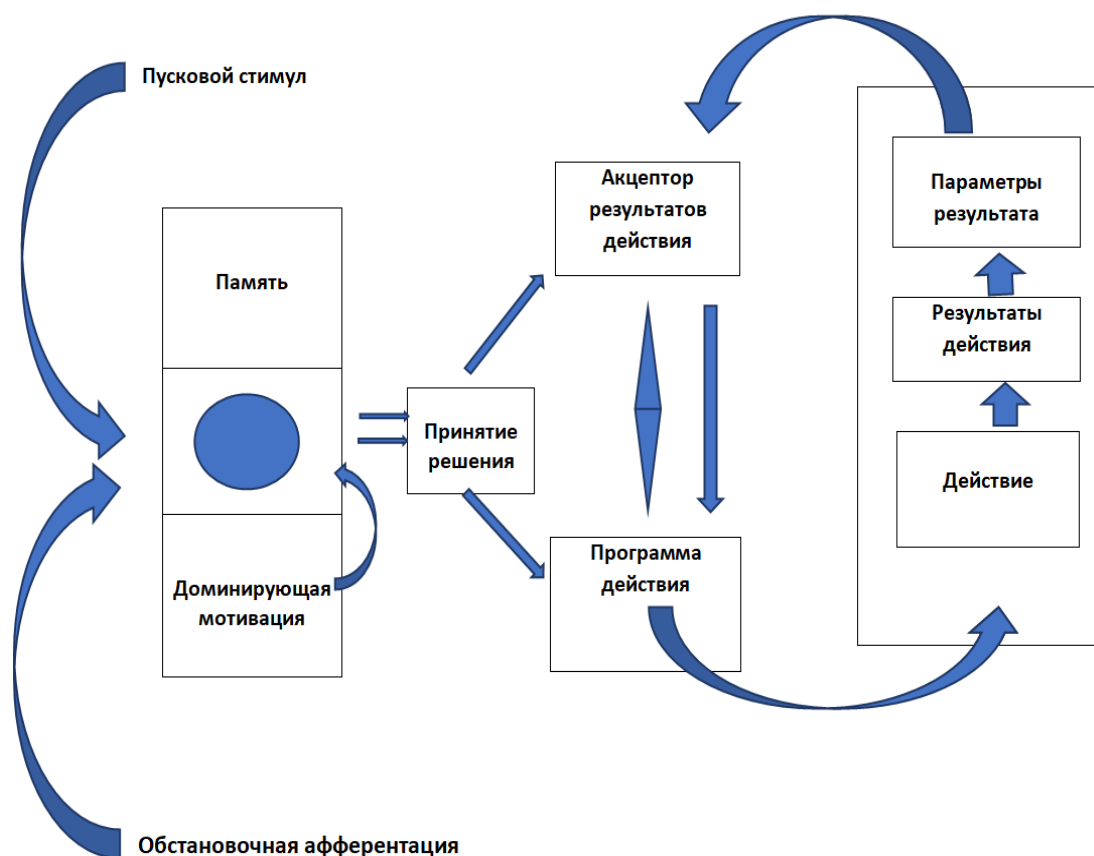 Пусковой стимул
Память
Доминирующая
мотивация
Обстановочная афферентация
Принятие
решения
Акцептор
результатов
действия
Программа
действия
Параметры
результата
Результаты
действия
Действие